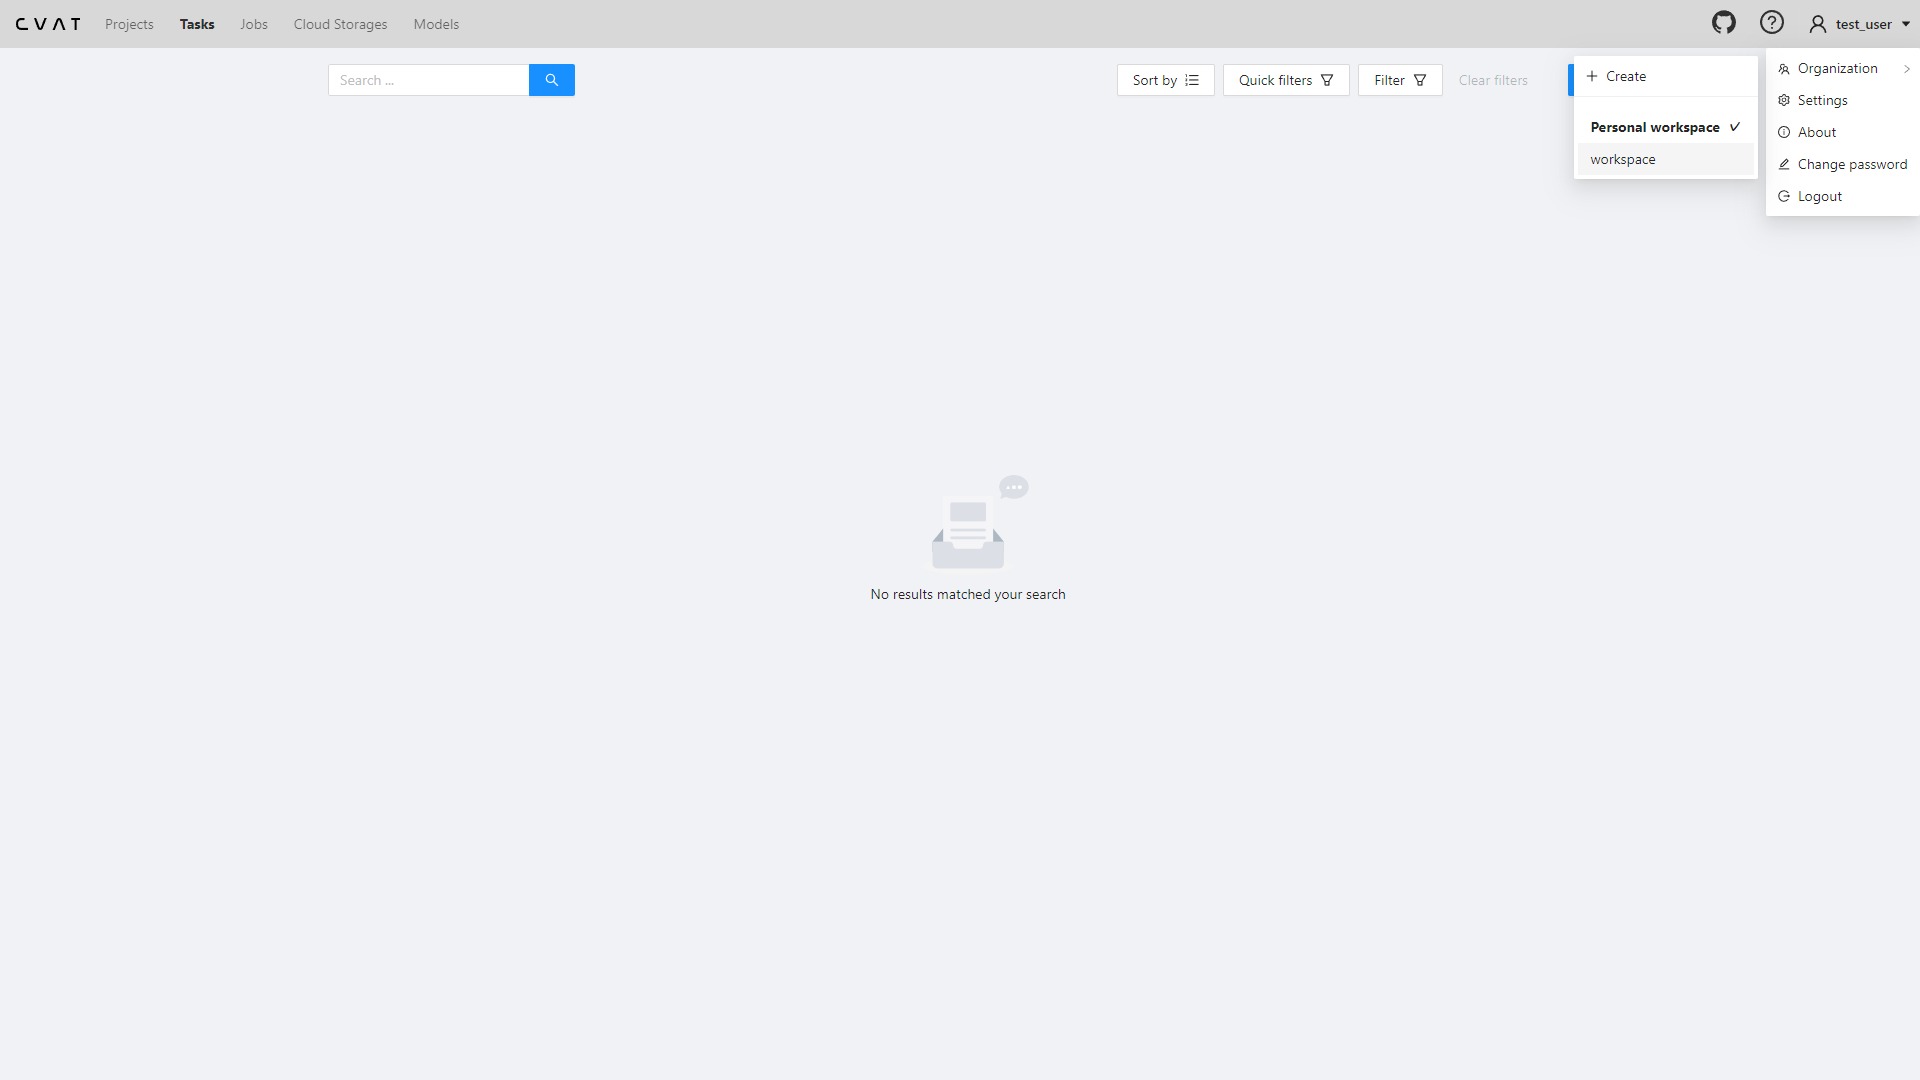 CVAT Projects Tasks Jobs Cloud Storages Models test_user
Search ... Sort by Quick filters Filter Clear filters
Create
Personal workspace
workspace
Organization
Settings
About
Change password
Logout
No results matched your search